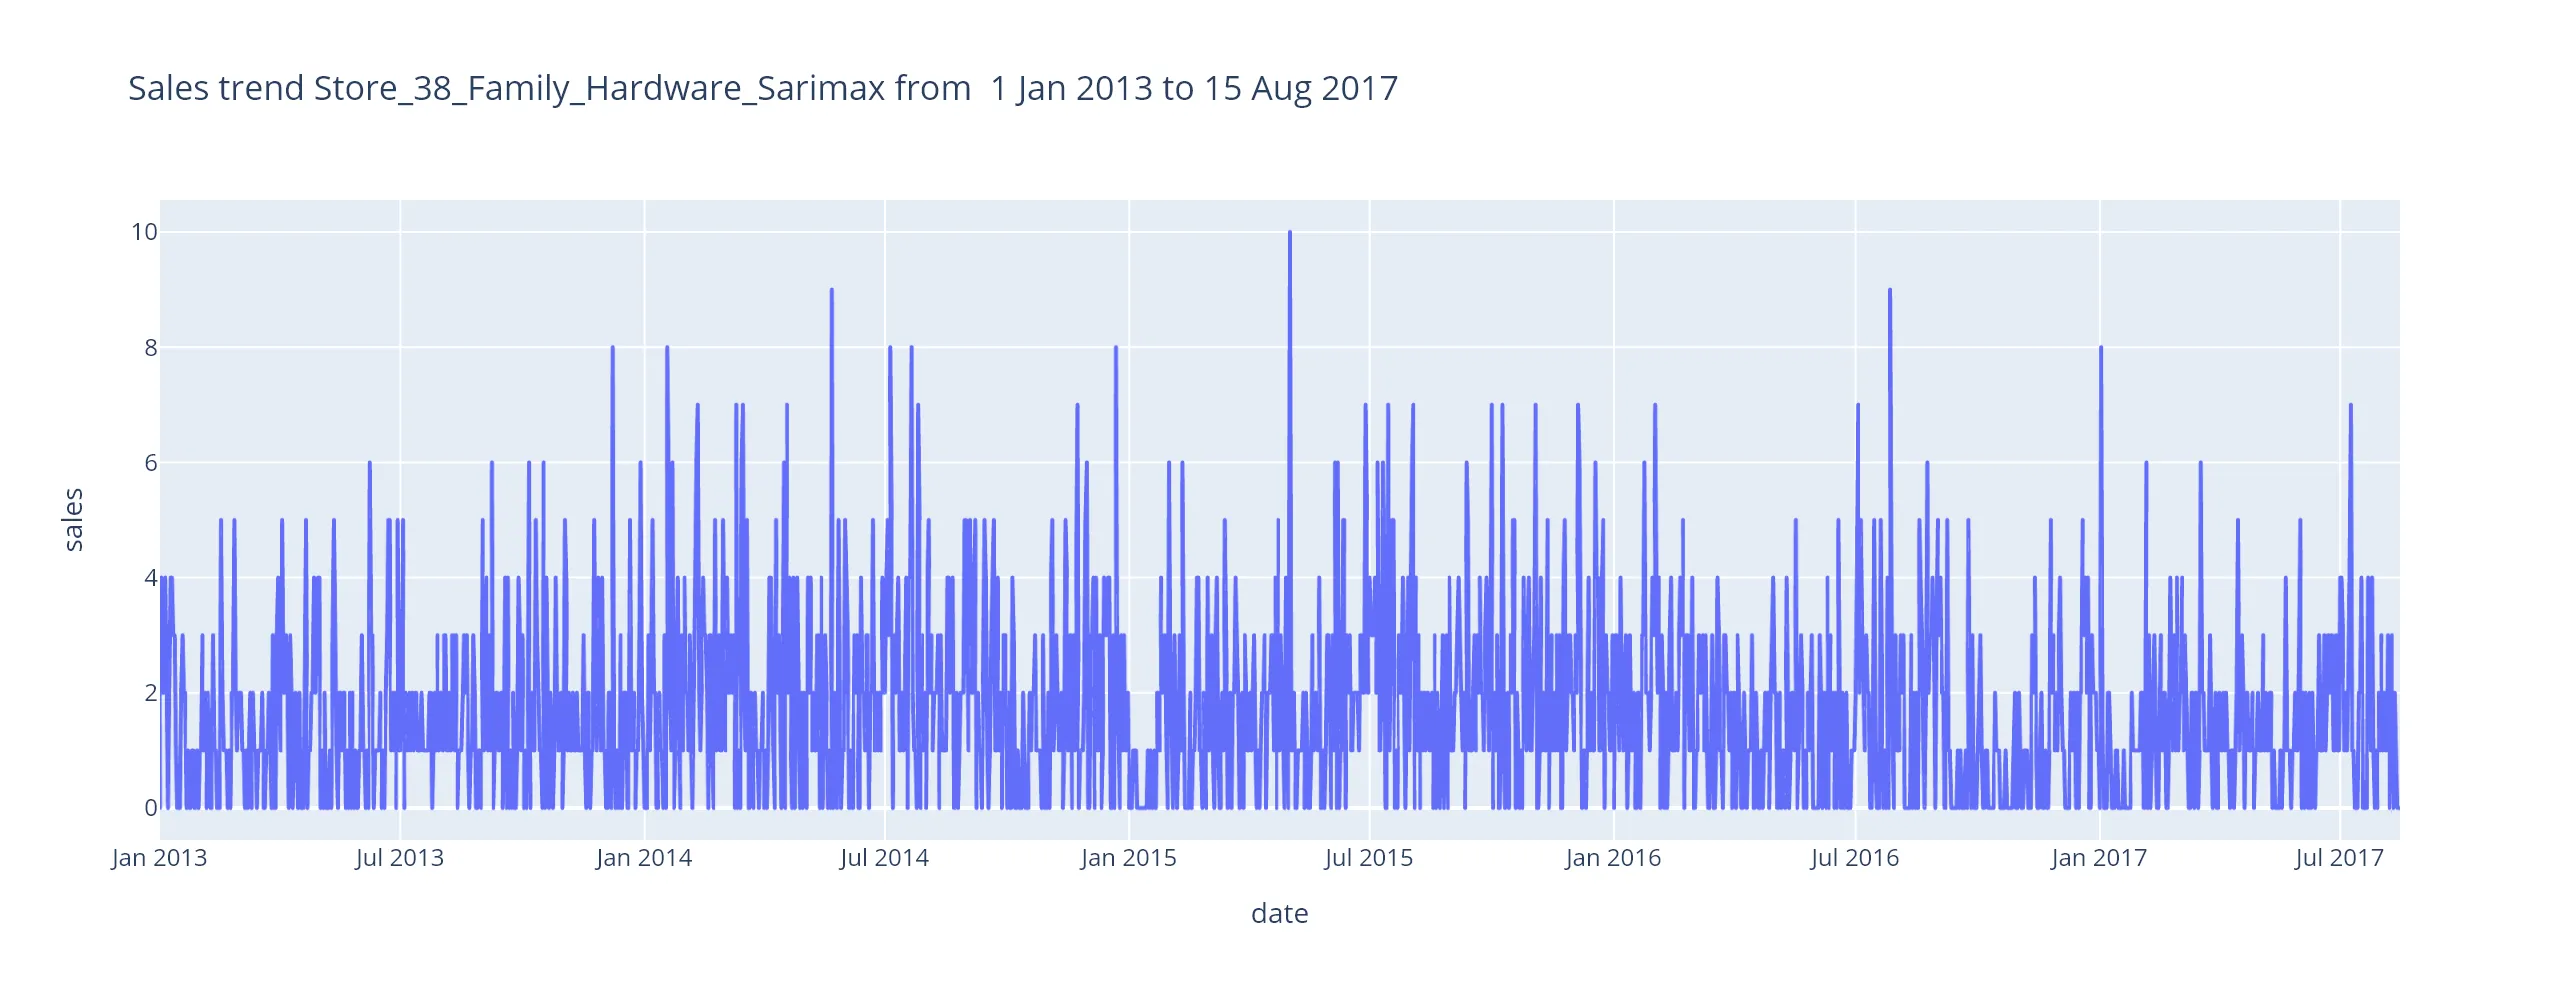 Sales trend Store_38_Family_Hardware_Sarimax from  1 Jan 2013 to 15 Aug 2017
10
8
6
4
2
0
sales
Jan 2013 Jul 2013 Jan 2014 Jul 2014 Jan 2015 Jul 2015 Jan 2016 Jul 2016 Jan 2017 Jul 2017
date